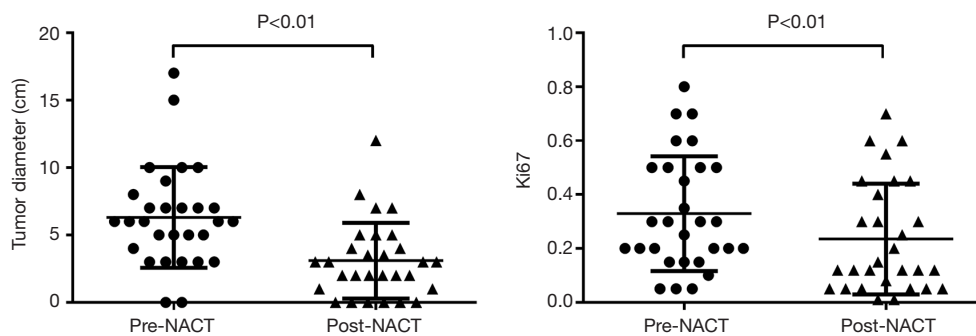 P<0.01
Tumor diameter (cm)
20
15
10
5
0
Pre-NACT
Post-NACT
P<0.01
Ki67
1.0
0.8
0.6
0.4
0.2
0.0
Pre-NACT
Post-NACT